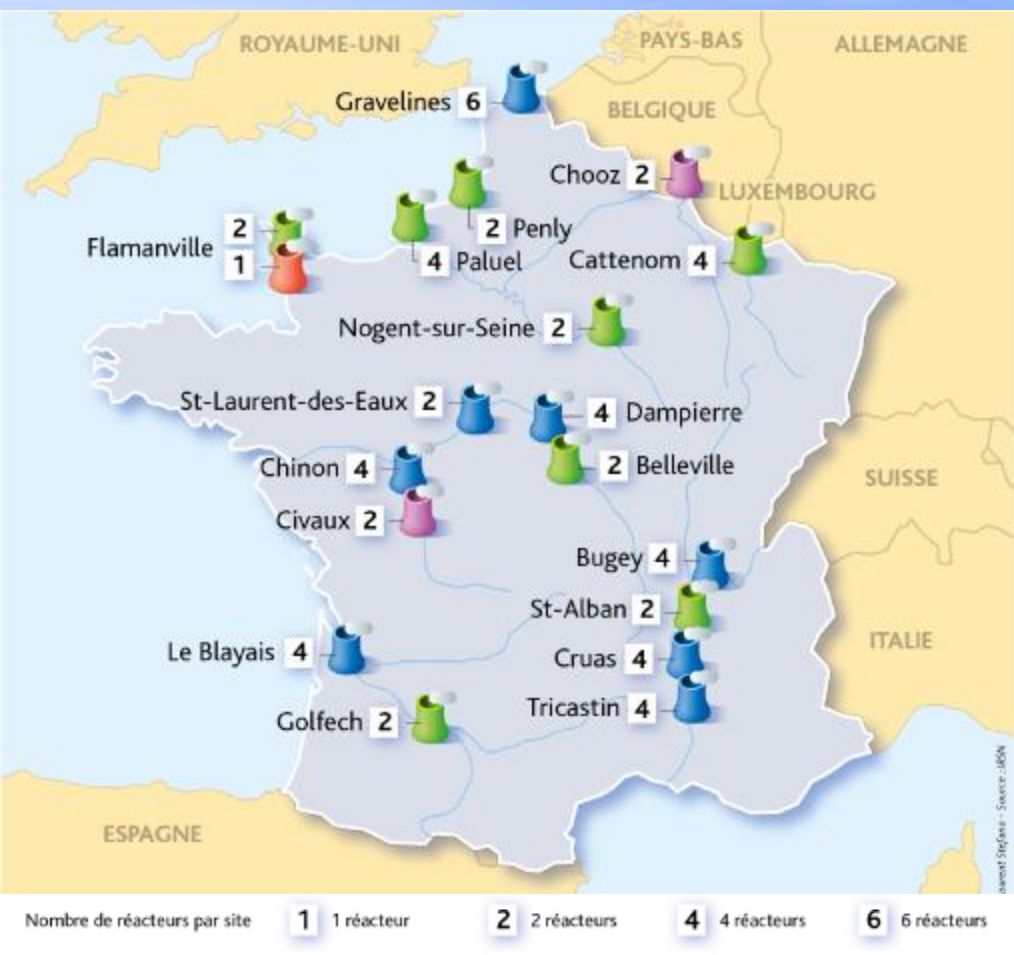 ROYAUME-UNI
PAYS-BAS
ALLEMAGNE
Gravelines 6
BELGIQUE
Chooz 2
LUXEMBOURG
2
Flamanville
1
2 Penly
4 Paluel
Cattenom 4
Nogent-sur-Seine 2
St-Laurent-des-Eaux 2
4 Dampierre
Chinon 4
2 Belleville
SUISSE
Civaux 2
Bugey 4
St-Alban 2
ITALIE
Le Blayais 4
Cruas 4
Golfech 2
Tricastin 4
ESPAGNE
Stefano - Source : IRSN
Nombre de réacteurs par site
1 1 réacteur
2 2 réacteurs
4 4 réacteurs
6 6 réacteurs